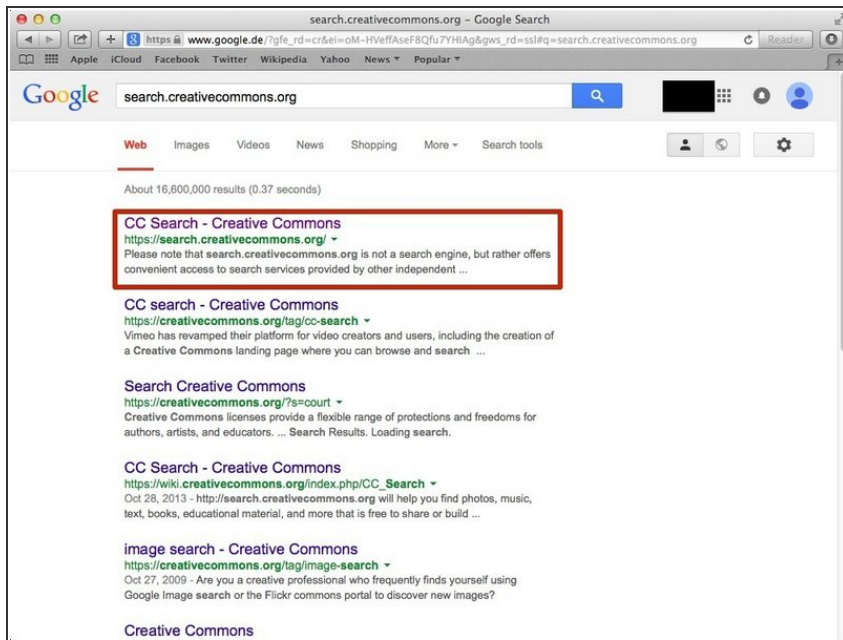 search.creativecommons.org – Google Search
https www.google.de/?gfe_rd=cr&ei=oM-HVeffAseF8Qfu7YHIAg&gws_rd=ssl#q=search.creativecommons.org Reader
Apple iCloud Facebook Twitter Wikipedia Yahoo News Popular
Google search.creativecommons.org
Web Images Videos News Shopping More Search tools
About 16,600,000 results (0.37 seconds)
CC Search - Creative Commons
https://search.creativecommons.org/
Please note that search.creativecommons.org is not a search engine, but rather offers
convenient access to search services provided by other independent ...
CC search - Creative Commons
https://creativecommons.org/tag/cc-search
Vimeo has revamped their platform for video creators and users, including the creation of
a Creative Commons landing page where you can browse and search ...
Search Creative Commons
https://creativecommons.org/?s=court
Creative Commons licenses provide a flexible range of protections and freedoms for
authors, artists, and educators. ... Search Results. Loading search.
CC Search - Creative Commons
https://wiki.creativecommons.org/index.php/CC_Search
Oct 28, 2013 - http://search.creativecommons.org will help you find photos, music,
text, books, educational material, and more that is free to share or build ...
image search - Creative Commons
https://creativecommons.org/tag/image-search
Oct 27, 2009 - Are you a creative professional who frequently finds yourself using
Google Image search or the Flickr commons portal to discover new images?
Creative Commons